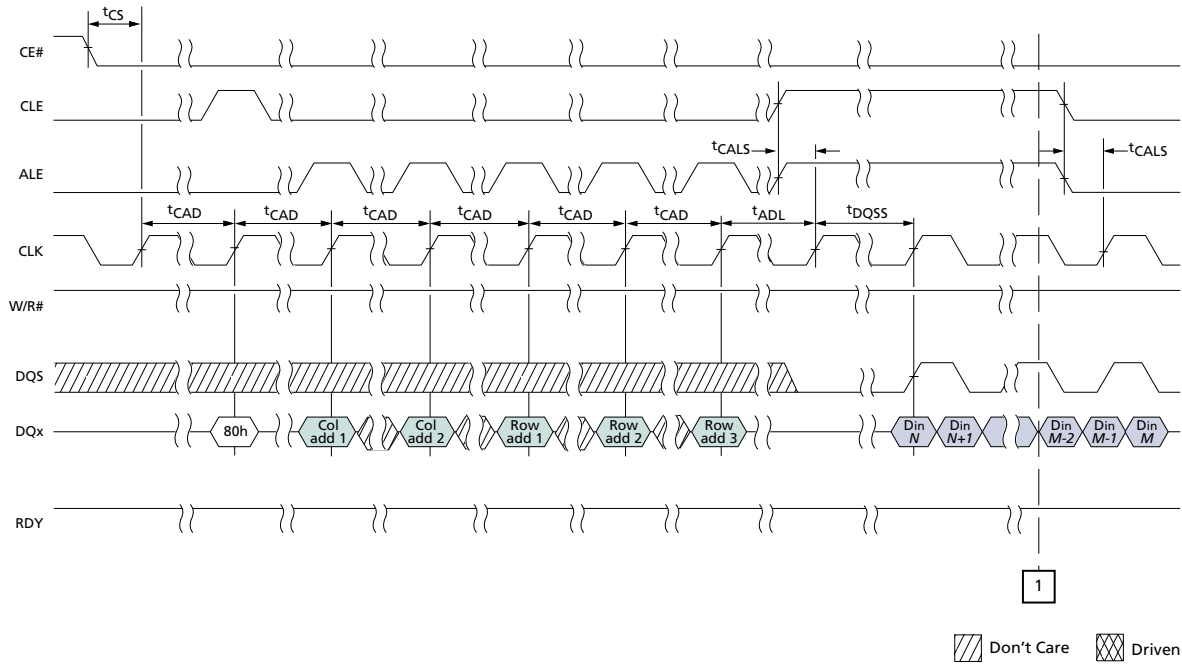 tCS
CE#
CLE
tCALS
tCALS
ALE
tCAD
tCAD
tCAD
tCAD
tCAD
tCAD
tADL
tDQSS
CLK
W/R#
DQS
DQx
80h
Col
add 1
Col
add 2
Row
add 1
Row
add 2
Row
add 3
Din
N
Din
N+1
Din
M-2
Din
M-1
Din
M
RDY
1
Don't Care
Driven